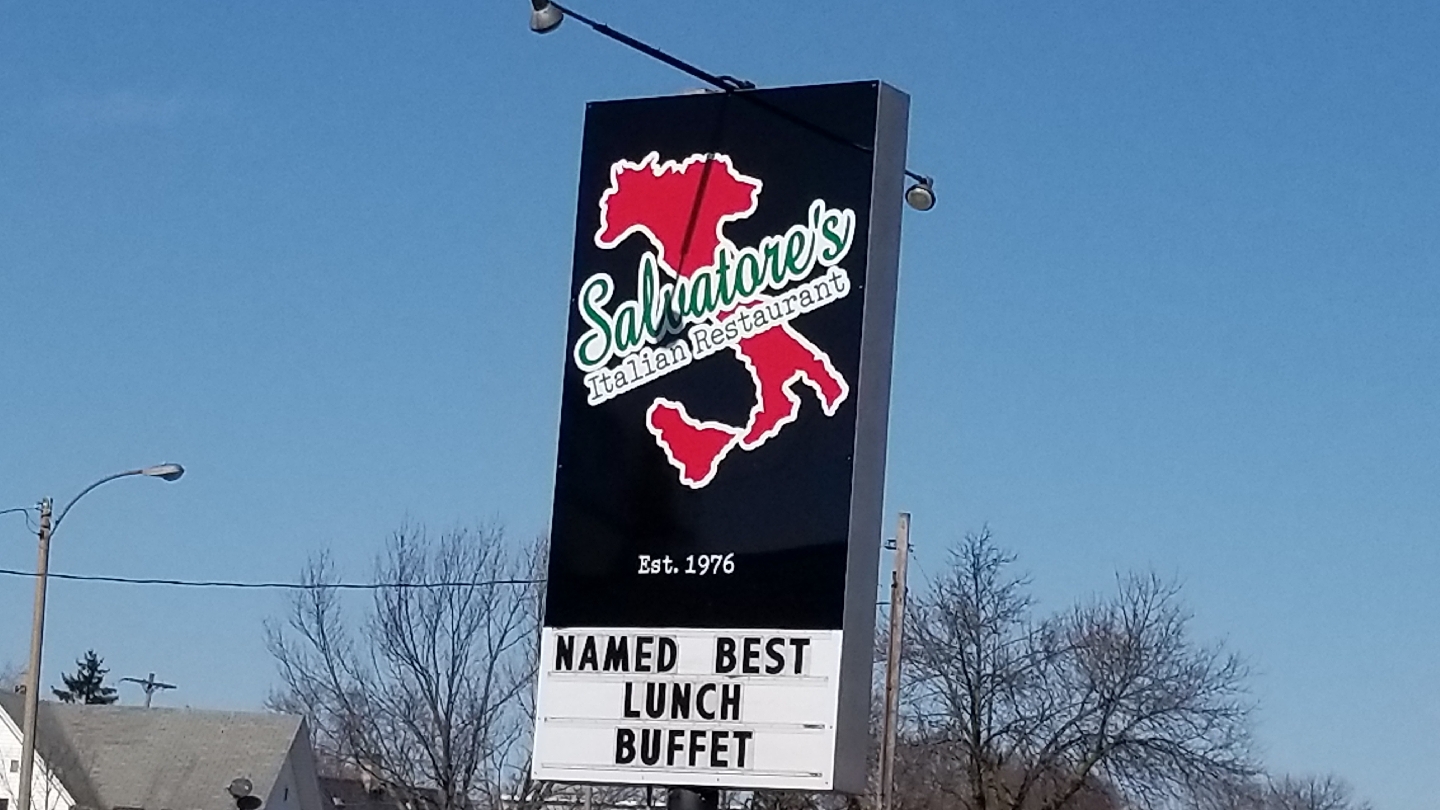 Salvatore's
Italian Restaurant
Est. 1976
NAMED BEST
LUNCH
BUFFET